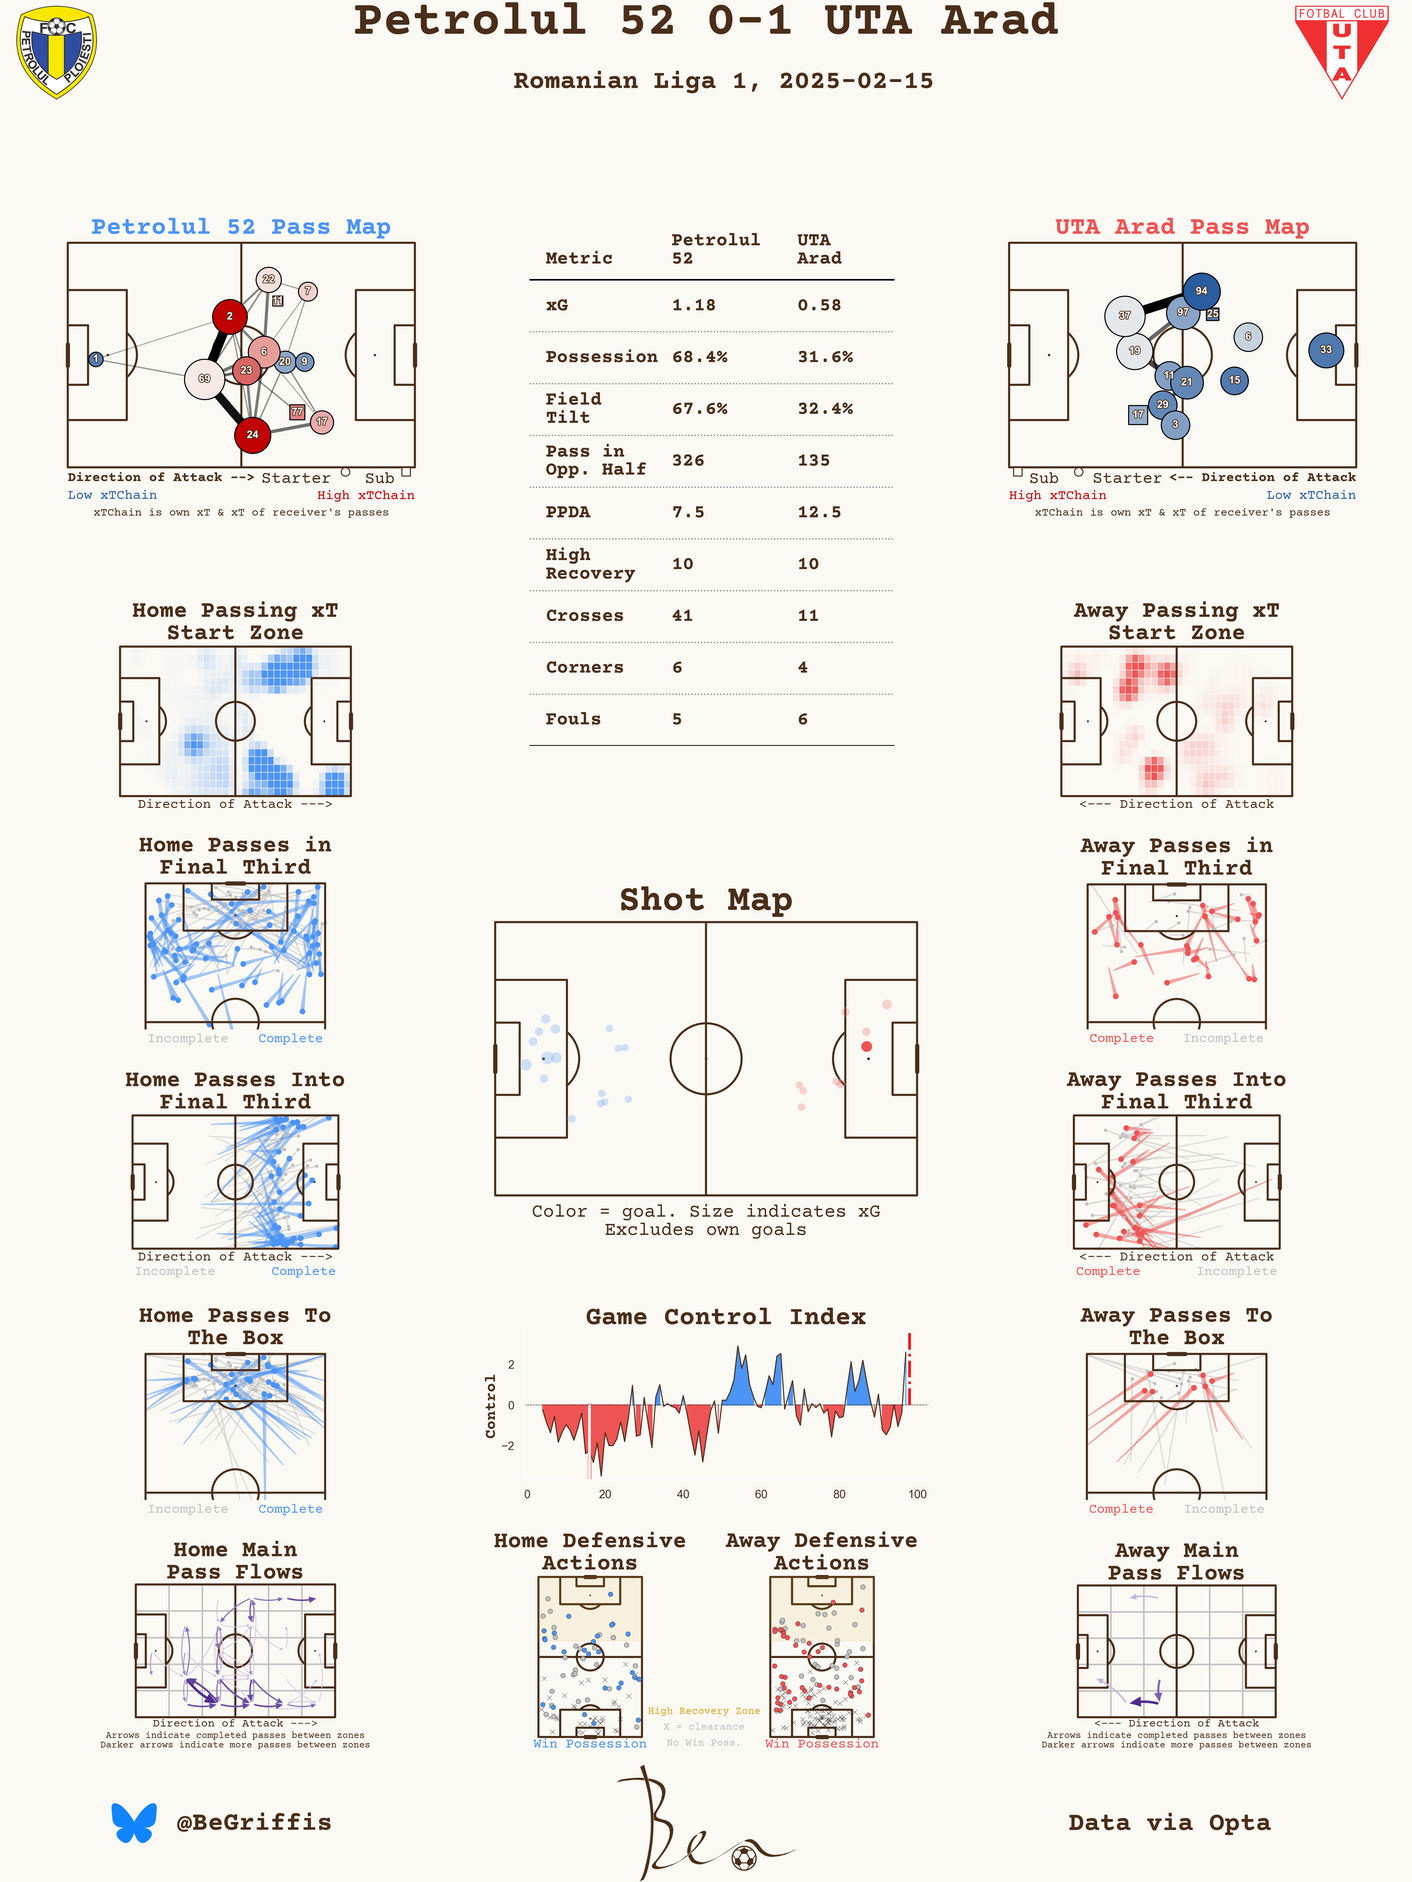 Petrolul 52 0-1 UTA Arad
Romanian Liga 1, 2025-02-15
FC PETROLUL PLOIESTI
FOTBAL CLUB
UTA
Petrolul 52 Pass Map
22
7
11
2
1
6
20
9
23
69
77
17
24
Direction of Attack --> Starter Sub
Low xTChain High xTChain
xTChain is own xT & xT of receiver's passes
Metric Petrolul 52 UTA Arad
xG 1.18 0.58
Possession 68.4% 31.6%
Field Tilt 67.6% 32.4%
Pass in Opp. Half 326 135
PPDA 7.5 12.5
High Recovery 10 10
Crosses 41 11
Corners 6 4
Fouls 5 6
UTA Arad Pass Map
94
37
97
25
6
19
33
11
21
15
29
17
3
Sub Starter <-- Direction of Attack
High xTChain Low xTChain
xTChain is own xT & xT of receiver's passes
Home Passing xT
Start Zone
Direction of Attack --->
Away Passing xT
Start Zone
<--- Direction of Attack
Home Passes in
Final Third
Incomplete Complete
Away Passes in
Final Third
Complete Incomplete
Shot Map
Color = goal. Size indicates xG
Excludes own goals
Home Passes Into
Final Third
Direction of Attack --->
Incomplete Complete
Away Passes Into
Final Third
<--- Direction of Attack
Complete Incomplete
Home Passes To
The Box
Incomplete Complete
Game Control Index
Control
2
0
−2
0 20 40 60 80 100
Away Passes To
The Box
Complete Incomplete
Home Main
Pass Flows
Direction of Attack --->
Arrows indicate completed passes between zones
Darker arrows indicate more passes between zones
Home Defensive
Actions
Win Possession
Away Defensive
Actions
Win Possession
High Recovery Zone
X = clearance
No Win Poss.
Away Main
Pass Flows
<--- Direction of Attack
Arrows indicate completed passes between zones
Darker arrows indicate more passes between zones
@BeGriffis
Ben
Data via Opta